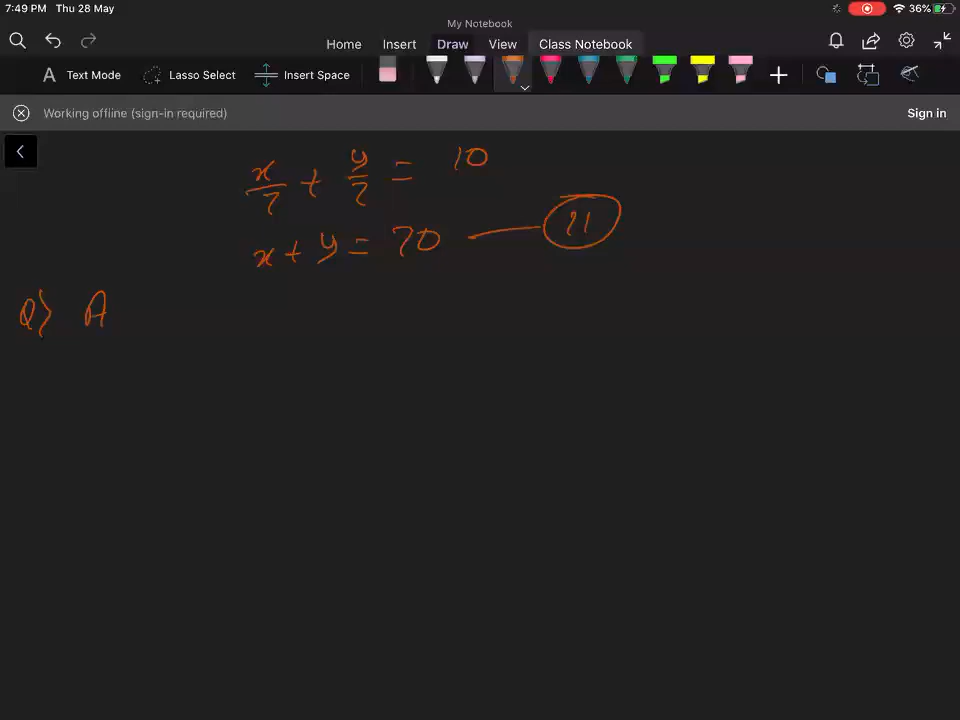 7:49 PM Thu 28 May
36%
My Notebook
Home Insert Draw View Class Notebook
Text Mode Lasso Select Insert Space
Working offline (sign-in required) Sign in
x/7 + y/7 = 10
x + y = 70 — 11
Q) A